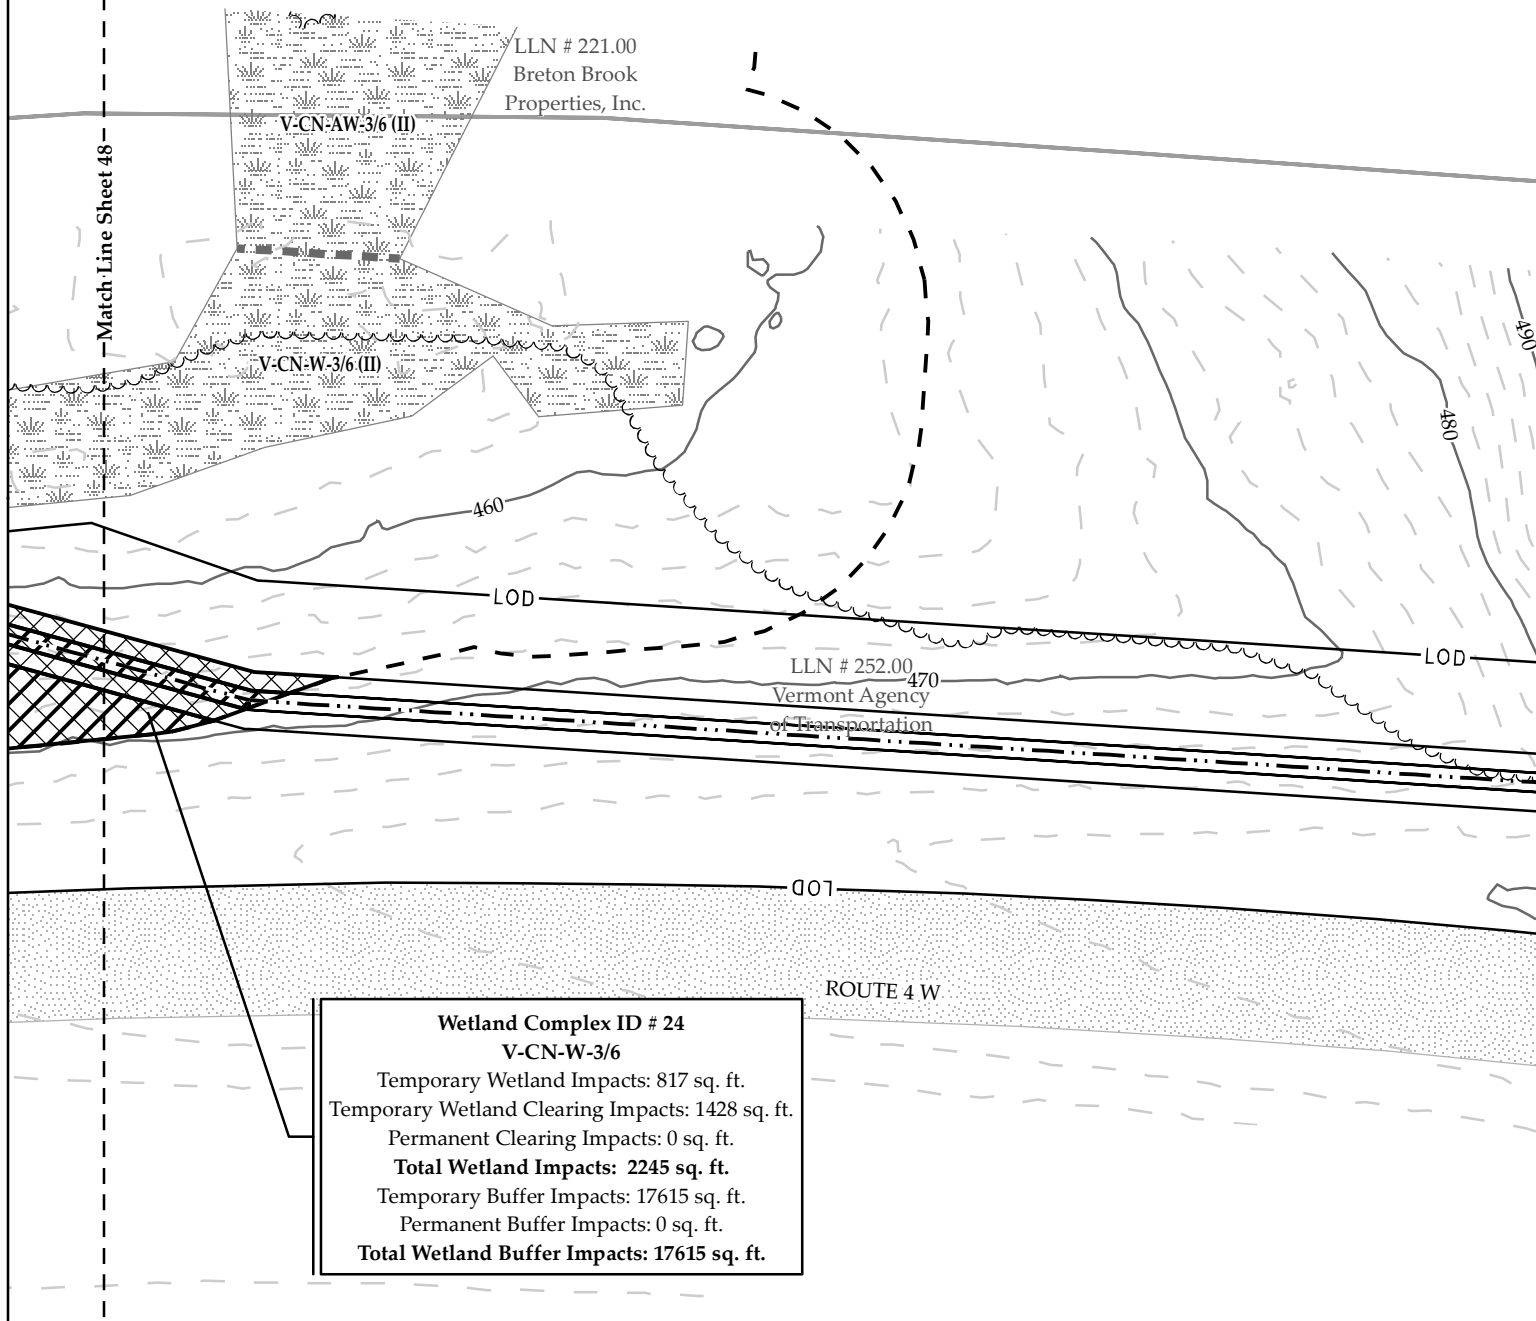 LLN # 221.00
Breton Brook
Properties, Inc.
V-CN-AW-3/6 (II)
Match Line Sheet 48
V-CN-W-3/6 (II)
490
480
460
LOD
LOD
LLN # 252.00
470
Vermont Agency
of Transportation
LOD
ROUTE 4 W
Wetland Complex ID # 24
V-CN-W-3/6
Temporary Wetland Impacts: 817 sq. ft.
Temporary Wetland Clearing Impacts: 1428 sq. ft.
Permanent Clearing Impacts: 0 sq. ft.
Total Wetland Impacts:  2245 sq. ft.
Temporary Buffer Impacts: 17615 sq. ft.
Permanent Buffer Impacts: 0 sq. ft.
Total Wetland Buffer Impacts: 17615 sq. ft.